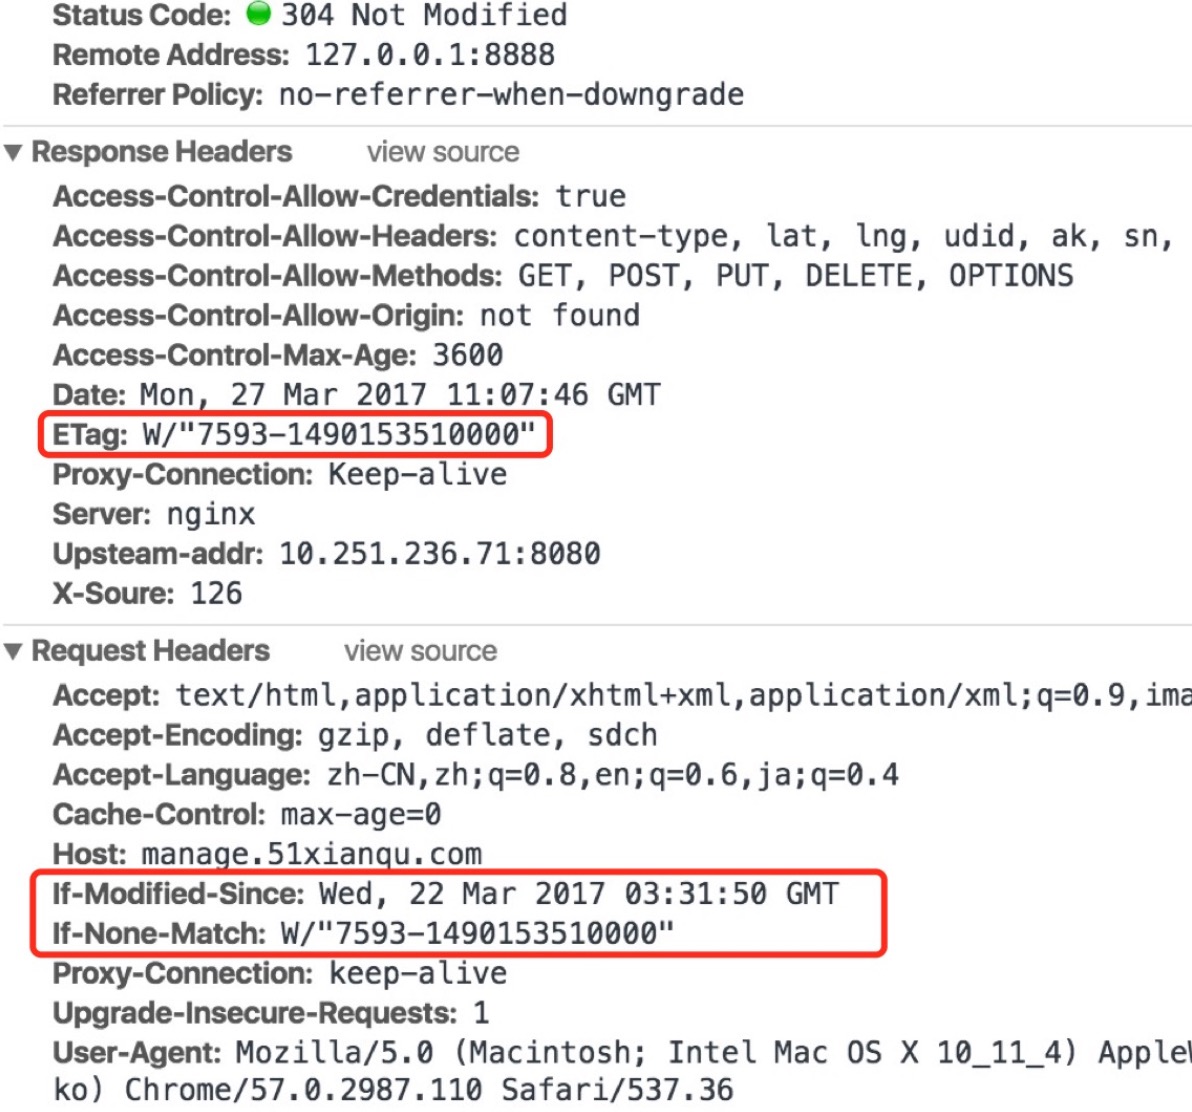 Status Code: 304 Not Modified
Remote Address: 127.0.0.1:8888
Referrer Policy: no-referrer-when-downgrade
Response Headers view source
Access-Control-Allow-Credentials: true
Access-Control-Allow-Headers: content-type, lat, lng, udid, ak, sn,
Access-Control-Allow-Methods: GET, POST, PUT, DELETE, OPTIONS
Access-Control-Allow-Origin: not found
Access-Control-Max-Age: 3600
Date: Mon, 27 Mar 2017 11:07:46 GMT
ETag: W/"7593-1490153510000"
Proxy-Connection: Keep-alive
Server: nginx
Upsteam-addr: 10.251.236.71:8080
X-Soure: 126
Request Headers view source
Accept: text/html,application/xhtml+xml,application/xml;q=0.9,ima
Accept-Encoding: gzip, deflate, sdch
Accept-Language: zh-CN,zh;q=0.8,en;q=0.6,ja;q=0.4
Cache-Control: max-age=0
Host: manage.51xianqu.com
If-Modified-Since: Wed, 22 Mar 2017 03:31:50 GMT
If-None-Match: W/"7593-1490153510000"
Proxy-Connection: keep-alive
Upgrade-Insecure-Requests: 1
User-Agent: Mozilla/5.0 (Macintosh; Intel Mac OS X 10_11_4) Apple
ko) Chrome/57.0.2987.110 Safari/537.36